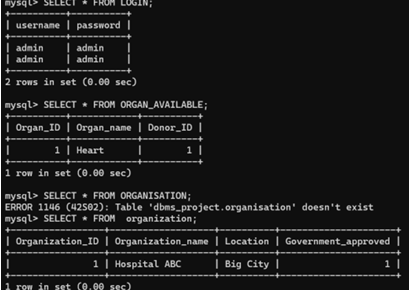 mysql> SELECT * FROM LOGIN;
+----------+----------+
| username | password |
+----------+----------+
| admin    | admin    |
| admin    | admin    |
+----------+----------+
2 rows in set (0.00 sec)
mysql> SELECT * FROM ORGAN_AVAILABLE;
+----------+------------+----------+
| Organ_ID | Organ_name | Donor_ID |
+----------+------------+----------+
|        1 | Heart      |        1 |
+----------+------------+----------+
1 row in set (0.00 sec)
mysql> SELECT * FROM ORGANISATION;
ERROR 1146 (42S02): Table 'dbms_project.organisation' doesn't exist
mysql> SELECT * FROM  organization;
+-----------------+-------------------+----------+---------------------+
| Organization_ID | Organization_name | Location | Government_approved |
+-----------------+-------------------+----------+---------------------+
|               1 | Hospital ABC      | Big City |                   1 |
+-----------------+-------------------+----------+---------------------+
1 row in set (0.00 sec)